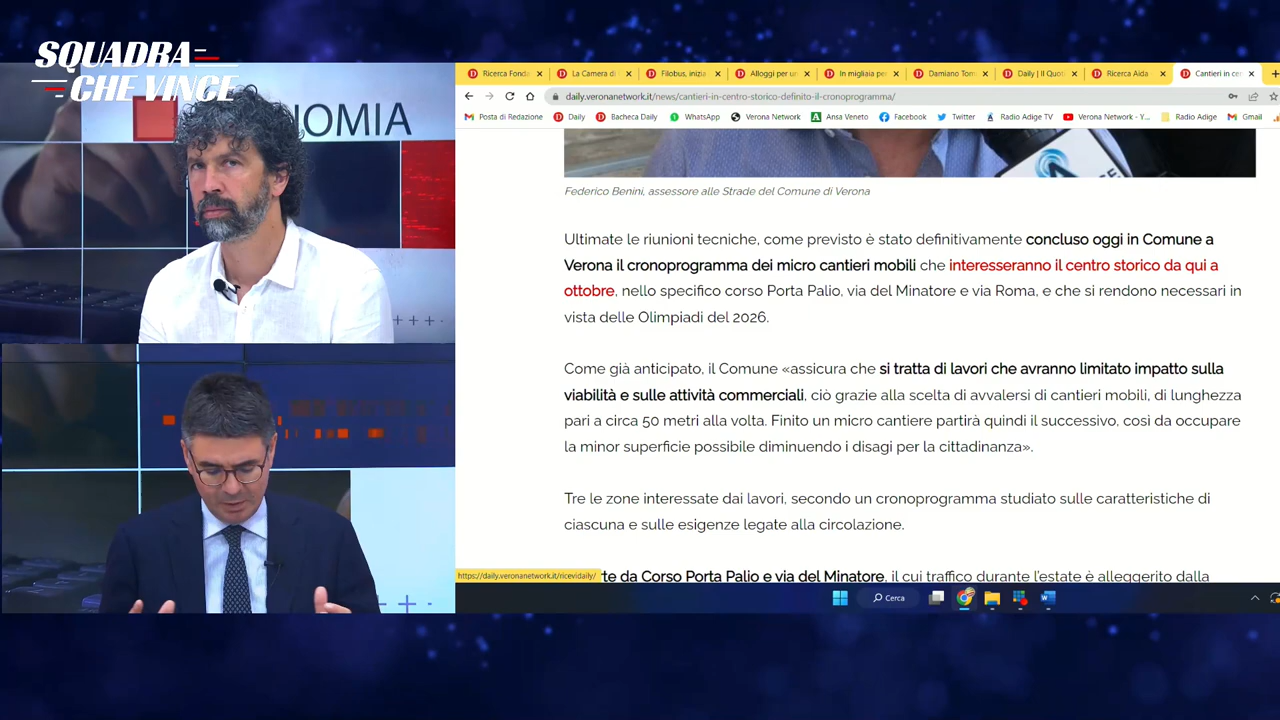 SQUADRA
CHE VINCE
NOMIA
Ricerca Fonda
La Camera di
Filobus, inizia
Alloggi per un
In migliaia pe
Damiano Tom
Daily | Il Quot
Ricerca Aida
Cantieri in cen
daily.veronanetwork.it/news/cantieri-in-centro-storico-definito-il-cronoprogramma/
Posta di Redazione
Daily
Bacheca Daily
WhatsApp
Verona Network
Ansa Veneto
Facebook
Twitter
Radio Adige TV
Verona Network - Y...
Radio Adige
Gmail
Federico Benini, assessore alle Strade del Comune di Verona
Ultimate le riunioni tecniche, come previsto è stato definitivamente concluso oggi in Comune a
Verona il cronoprogramma dei micro cantieri mobili che interesseranno il centro storico da qui a
ottobre, nello specifico corso Porta Palio, via del Minatore e via Roma, e che si rendono necessari in
vista delle Olimpiadi del 2026.
Come già anticipato, il Comune «assicura che si tratta di lavori che avranno limitato impatto sulla
viabilità e sulle attività commerciali, ciò grazie alla scelta di avvalersi di cantieri mobili, di lunghezza
pari a circa 50 metri alla volta. Finito un micro cantiere partirà quindi il successivo, così da occupare
la minor superficie possibile diminuendo i disagi per la cittadinanza».
Tre le zone interessate dai lavori, secondo un cronoprogramma studiato sulle caratteristiche di
ciascuna e sulle esigenze legate alla circolazione.
te da Corso Porta Palio e via del Minatore, il cui traffico durante l'estate è alleggerito dalla
https://daily.veronanetwork.it/ricevidaily/
Cerca